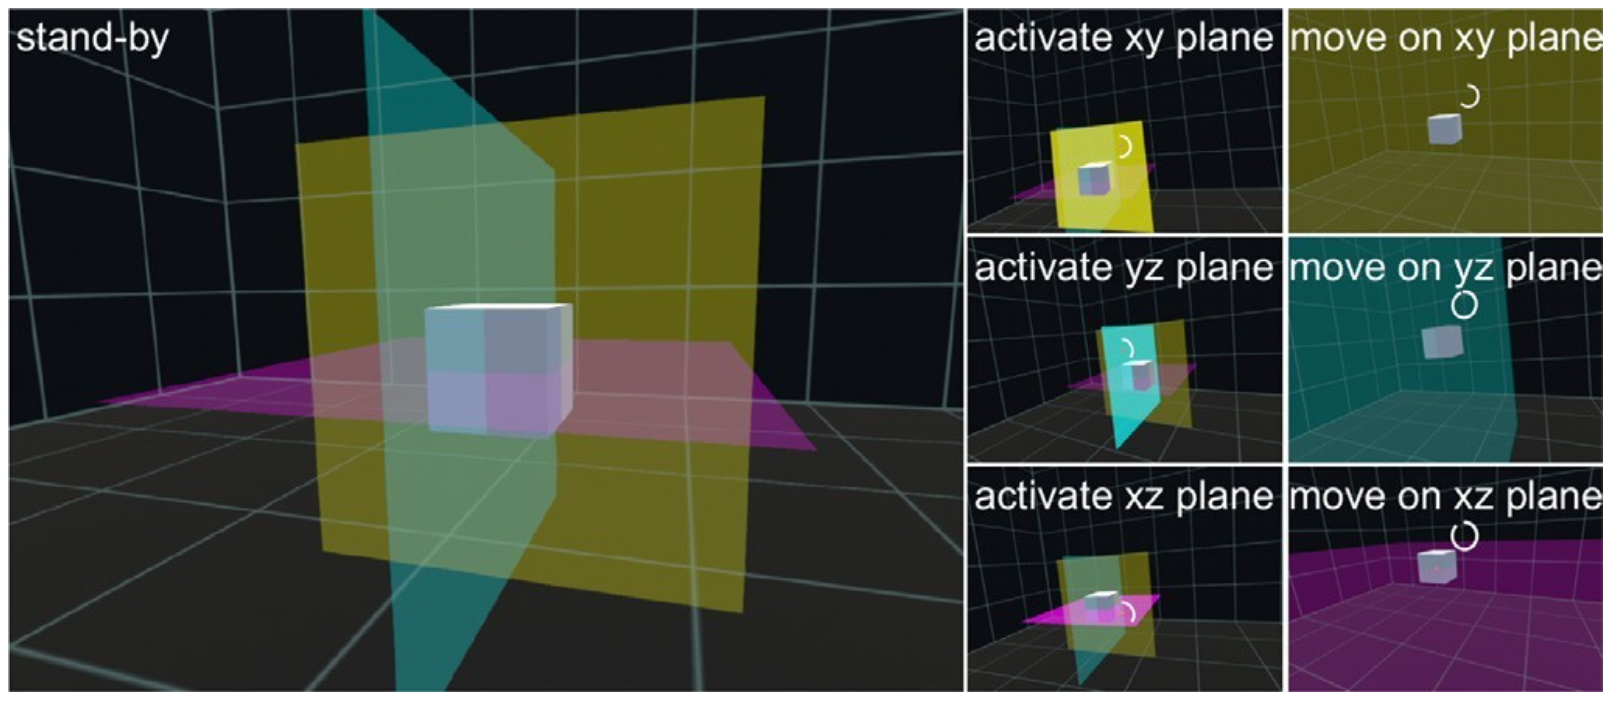 stand-by
activate xy plane
move on xy plane
activate yz plane
move on yz plane
activate xz plane
move on xz plane